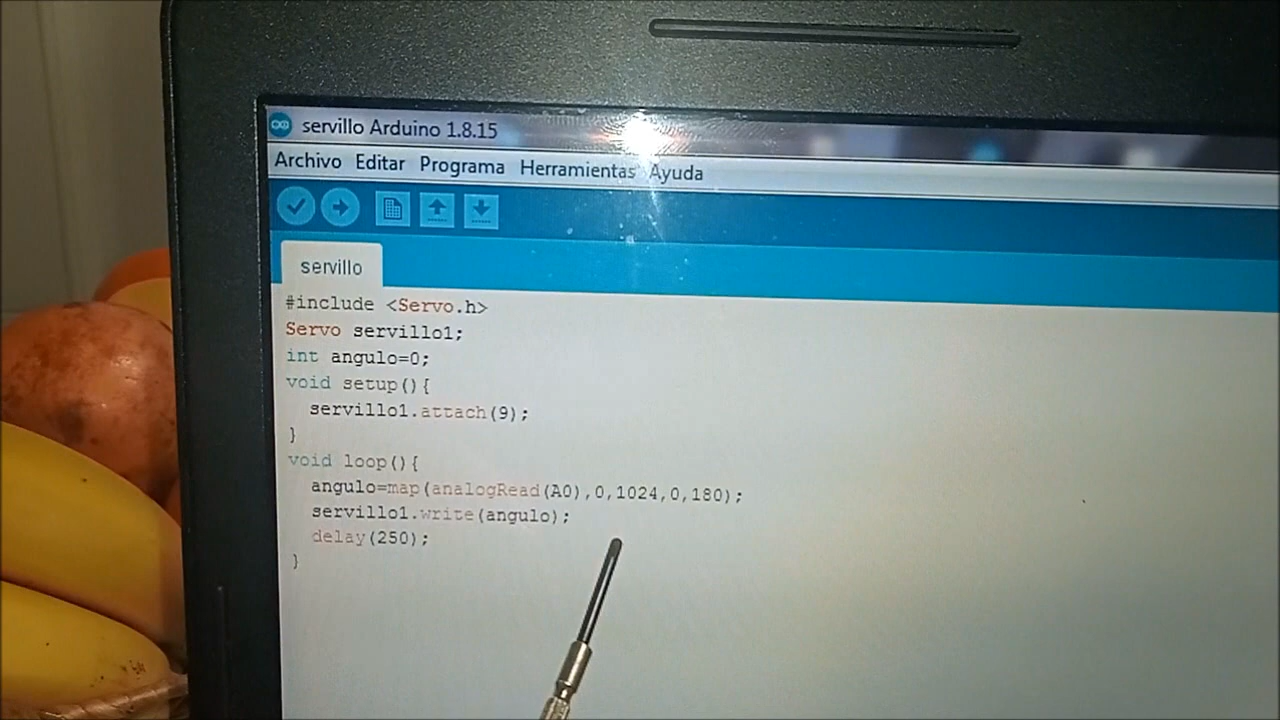 servillo Arduino 1.8.15
Archivo Editar Programa Herramientas Ayuda
servillo
#include <Servo.h>
Servo servillo1;
int angulo=0;
void setup(){
  servillo1.attach(9);
}
void loop(){
  angulo=map(analogRead(A0),0,1024,0,180);
  servillo1.write(angulo);
  delay(250);
}